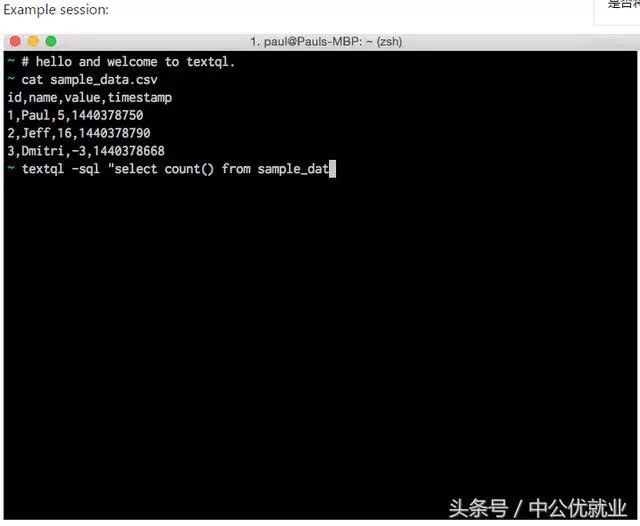 Example session:
是否将
1. paul@Pauls-MBP: ~ (zsh)
~ # hello and welcome to textql.
~ cat sample_data.csv
id,name,value,timestamp
1,Paul,5,1440378750
2,Jeff,16,1440378790
3,Dmitri,-3,1440378668
~ textql -sql "select count() from sample_dat
头条号 / 中公优就业